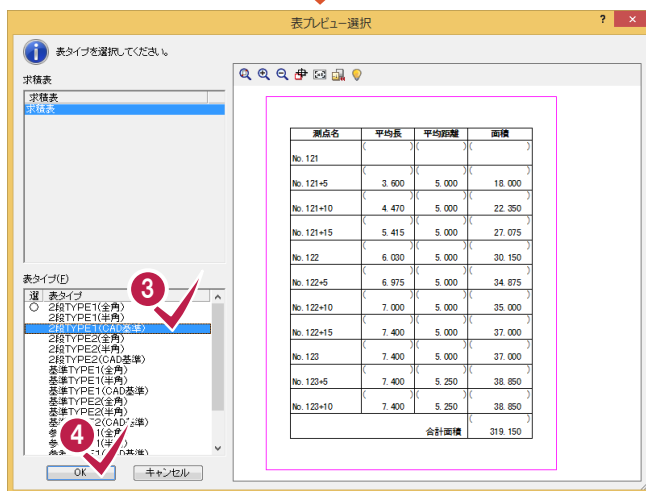 表プレビュー選択
? ×
表タイプを選択してください。
求積表
求積表
求積表
測点名 平均長 平均距離 面積
( ) ( ) ( )
No. 121
( ) ( ) ( )
No. 121+5 3. 600 5. 000 18. 000
( ) ( ) ( )
No. 121+10 4. 470 5. 000 22. 350
( ) ( ) ( )
No. 121+15 5. 415 5. 000 27. 075
( ) ( ) ( )
No. 122 6. 030 5. 000 30. 150
( ) ( ) ( )
No. 122+5 6. 975 5. 000 34. 875
( ) ( ) ( )
No. 122+10 7. 000 5. 000 35. 000
( ) ( ) ( )
No. 122+15 7. 400 5. 000 37. 000
( ) ( ) ( )
No. 123 7. 400 5. 000 37. 000
( ) ( ) ( )
No. 123+5 7. 400 5. 250 38. 850
( ) ( ) ( )
No. 123+10 7. 400 5. 250 38. 850
( )
合計面積 319. 150
表タイプ(F)
3
選 表タイプ
○ 2段TYPE1(全角)
2段TYPE1(半角)
2段TYPE1(CAD基準)
2段TYPE2(全角)
2段TYPE2(半角)
2段TYPE2(CAD基準)
基準TYPE1(全角)
基準TYPE1(半角)
基準TYPE1(CAD基準)
基準TYPE2(全角)
基準TYPE2(半角)
4
OK キャンセル